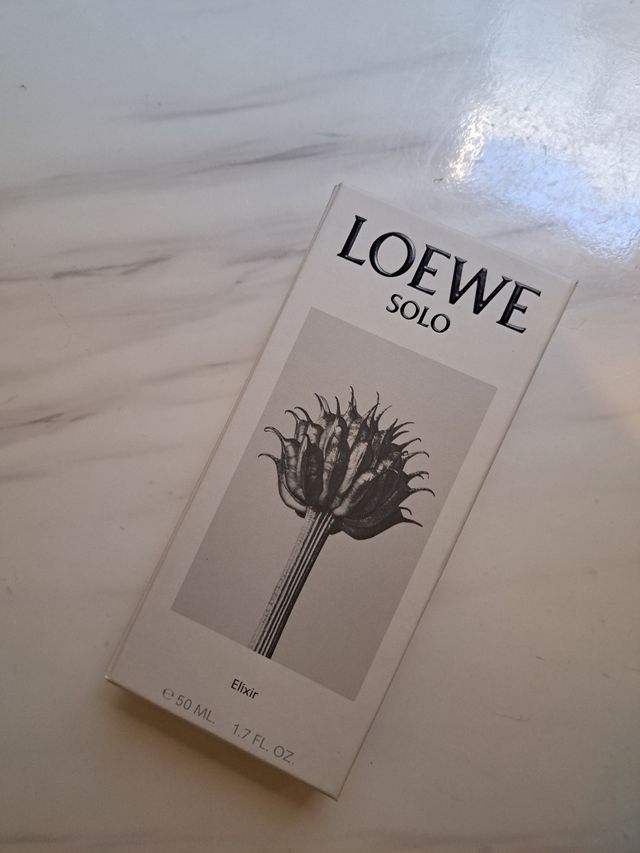 LOEWE
SOLO
Elixir
℮ 50 ML. 1.7 FL. OZ.